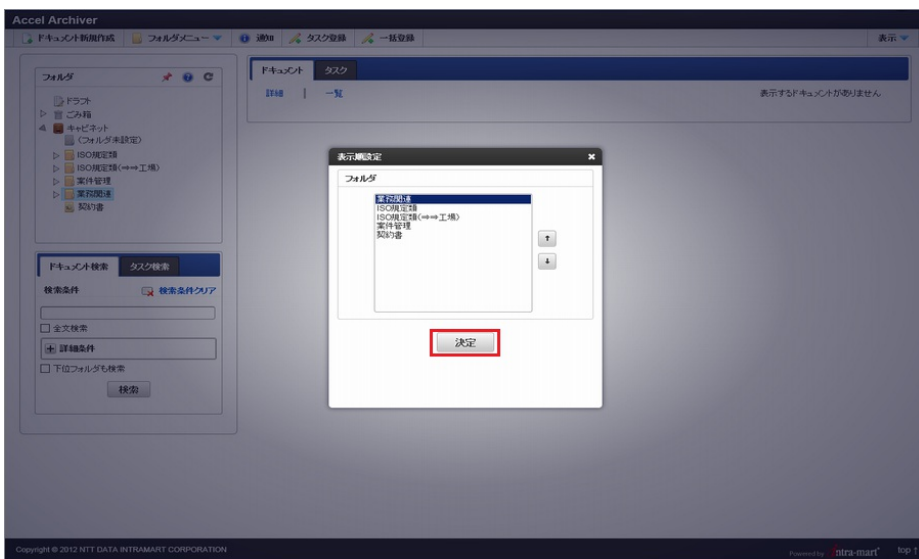 Accel Archiver
ドキュメント新規作成 フォルダメニュー 通知 タスク登録 一括登録 表示
フォルダ
ドラフト
ごみ箱
キャビネット
(フォルダ未設定)
ISO規定類
ISO規定類(⇒⇒工場)
案件管理
業務関連
契約書
ドキュメント タスク
詳細 | 一覧 表示するドキュメントがありません
表示順設定
フォルダ
業務関連
ISO規定類
ISO規定類(⇒⇒工場)
案件管理
契約書
決定
ドキュメント検索 タスク検索
検索条件 検索条件クリア
全文検索
詳細条件
下位フォルダも検索
検索
Copyright © 2012 NTT DATA INTRAMART CORPORATION
Powered by intra-mart top